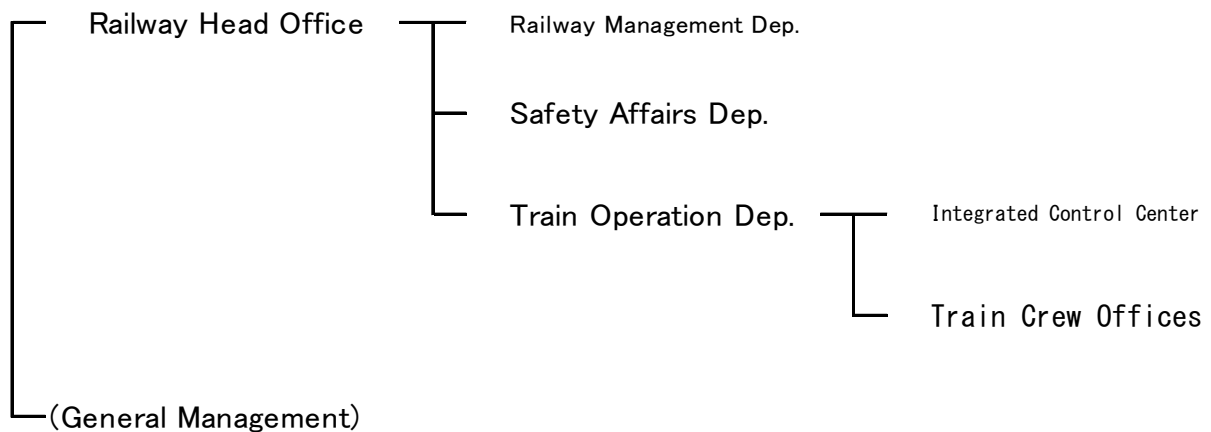 Railway Head Office
Railway Management Dep.
Safety Affairs Dep.
Train Operation Dep.
Integrated Control Center
Train Crew Offices
(General Management)